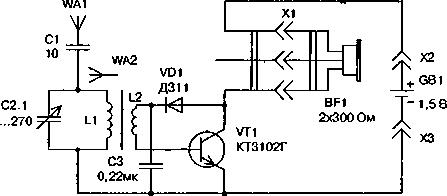 WA1
X1
C1
10
WA2
X2
VD1
Д311
GB1
+
C2.1
...270
L1
L2
BF1
2x300 Ом
1,5 В
VT1
КТ3102Г
X3
C3
0,22мк